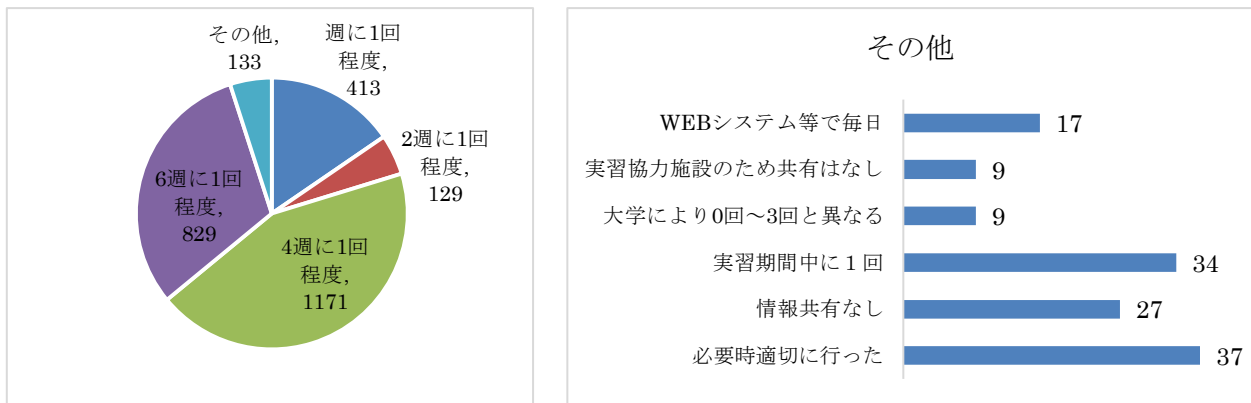 その他,
133
週に1回
程度,
413
2週に1回
程度,
129
4週に1回
程度,
1171
6週に1回
程度,
829
その他
WEBシステム等で毎日
17
実習協力施設のため共有はなし
9
大学により0回～3回と異なる
9
実習期間中に１回
34
情報共有なし
27
必要時適切に行った
37